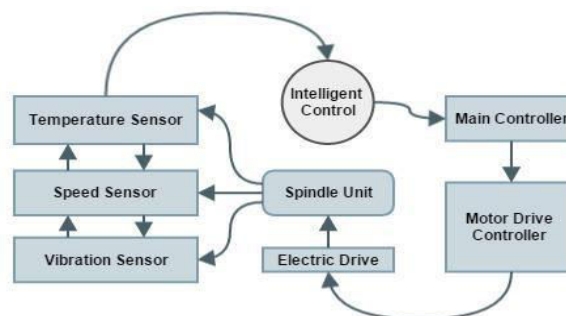 Intelligent
Control
Temperature Sensor
Main Controller
Speed Sensor
Spindle Unit
Motor Drive
Controller
Vibration Sensor
Electric Drive